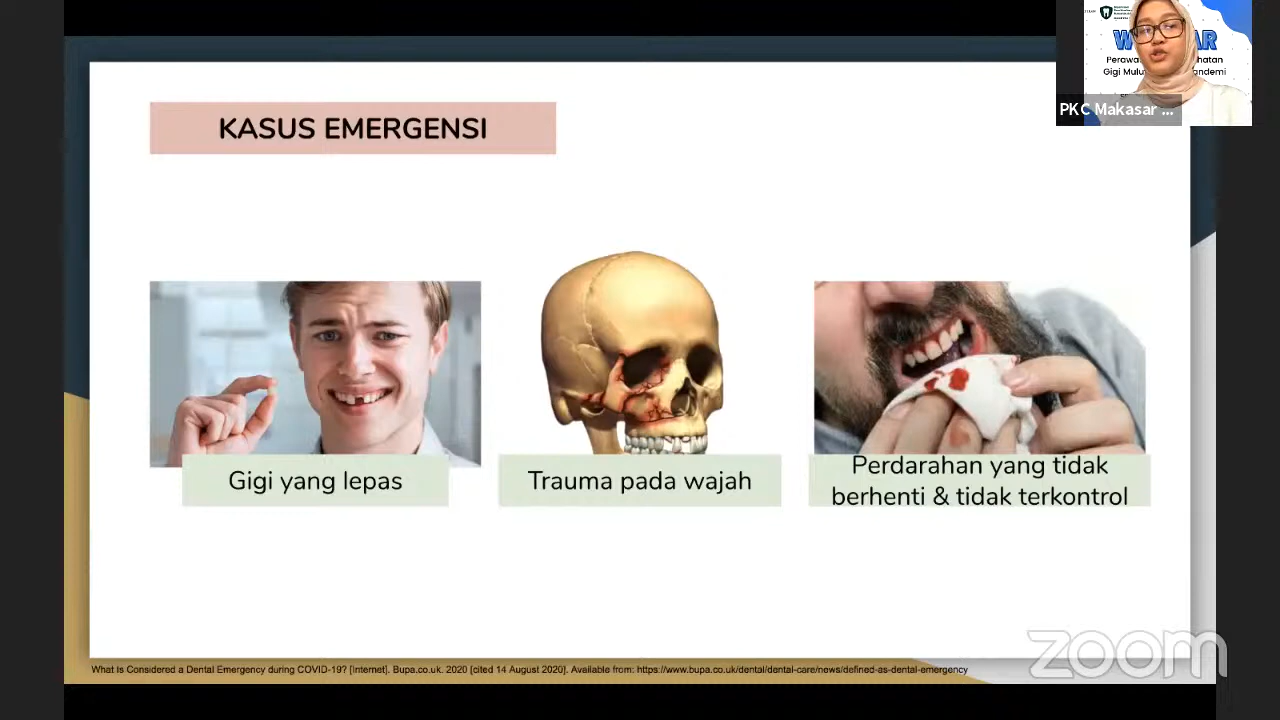 KASUS EMERGENSI
PKC Makasar ...
Gigi yang lepas
Trauma pada wajah
Perdarahan yang tidak
berhenti & tidak terkontrol
What Is Considered a Dental Emergency during COVID-19? [Internet]. Bupa.co.uk. 2020 [cited 14 August 2020]. Available from: https://www.bupa.co.uk/dental/dental-care/news/defined-as-dental-emergency
zoom